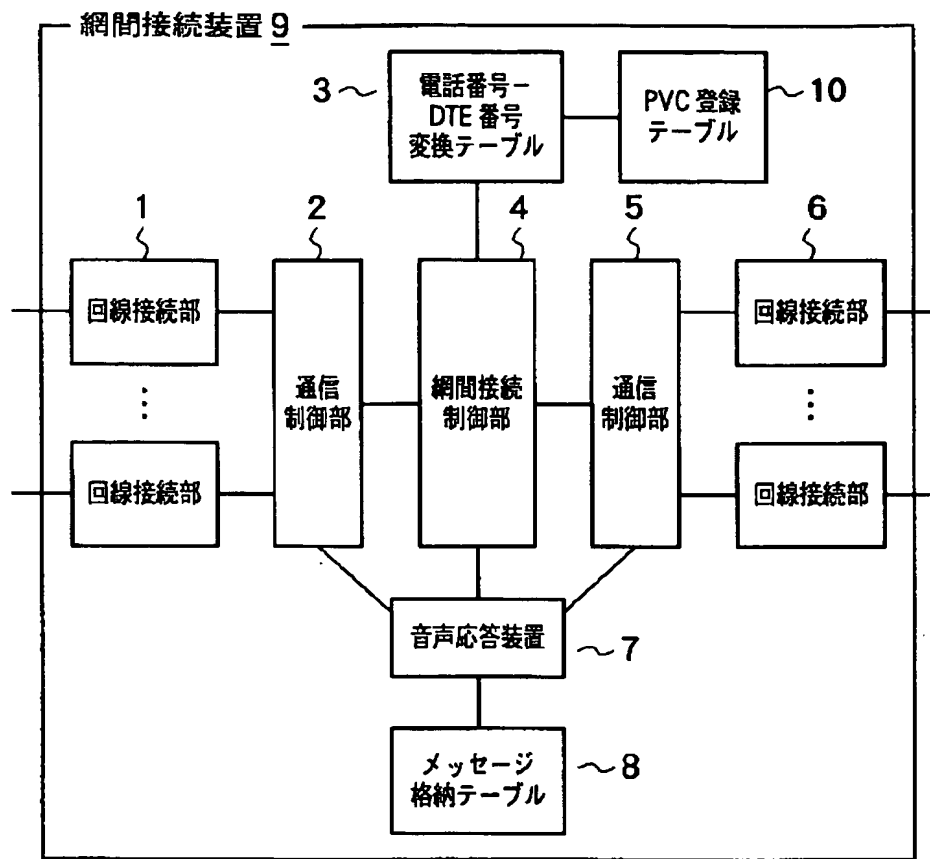 網間接続装置 9
3
電話番号－
DTE 番号
変換テーブル
PVC 登録
テーブル
10
1
2
4
5
6
回線接続部
⋮
回線接続部
通信
制御部
網間接続
制御部
通信
制御部
回線接続部
⋮
回線接続部
音声応答装置
7
メッセージ
格納テーブル
8